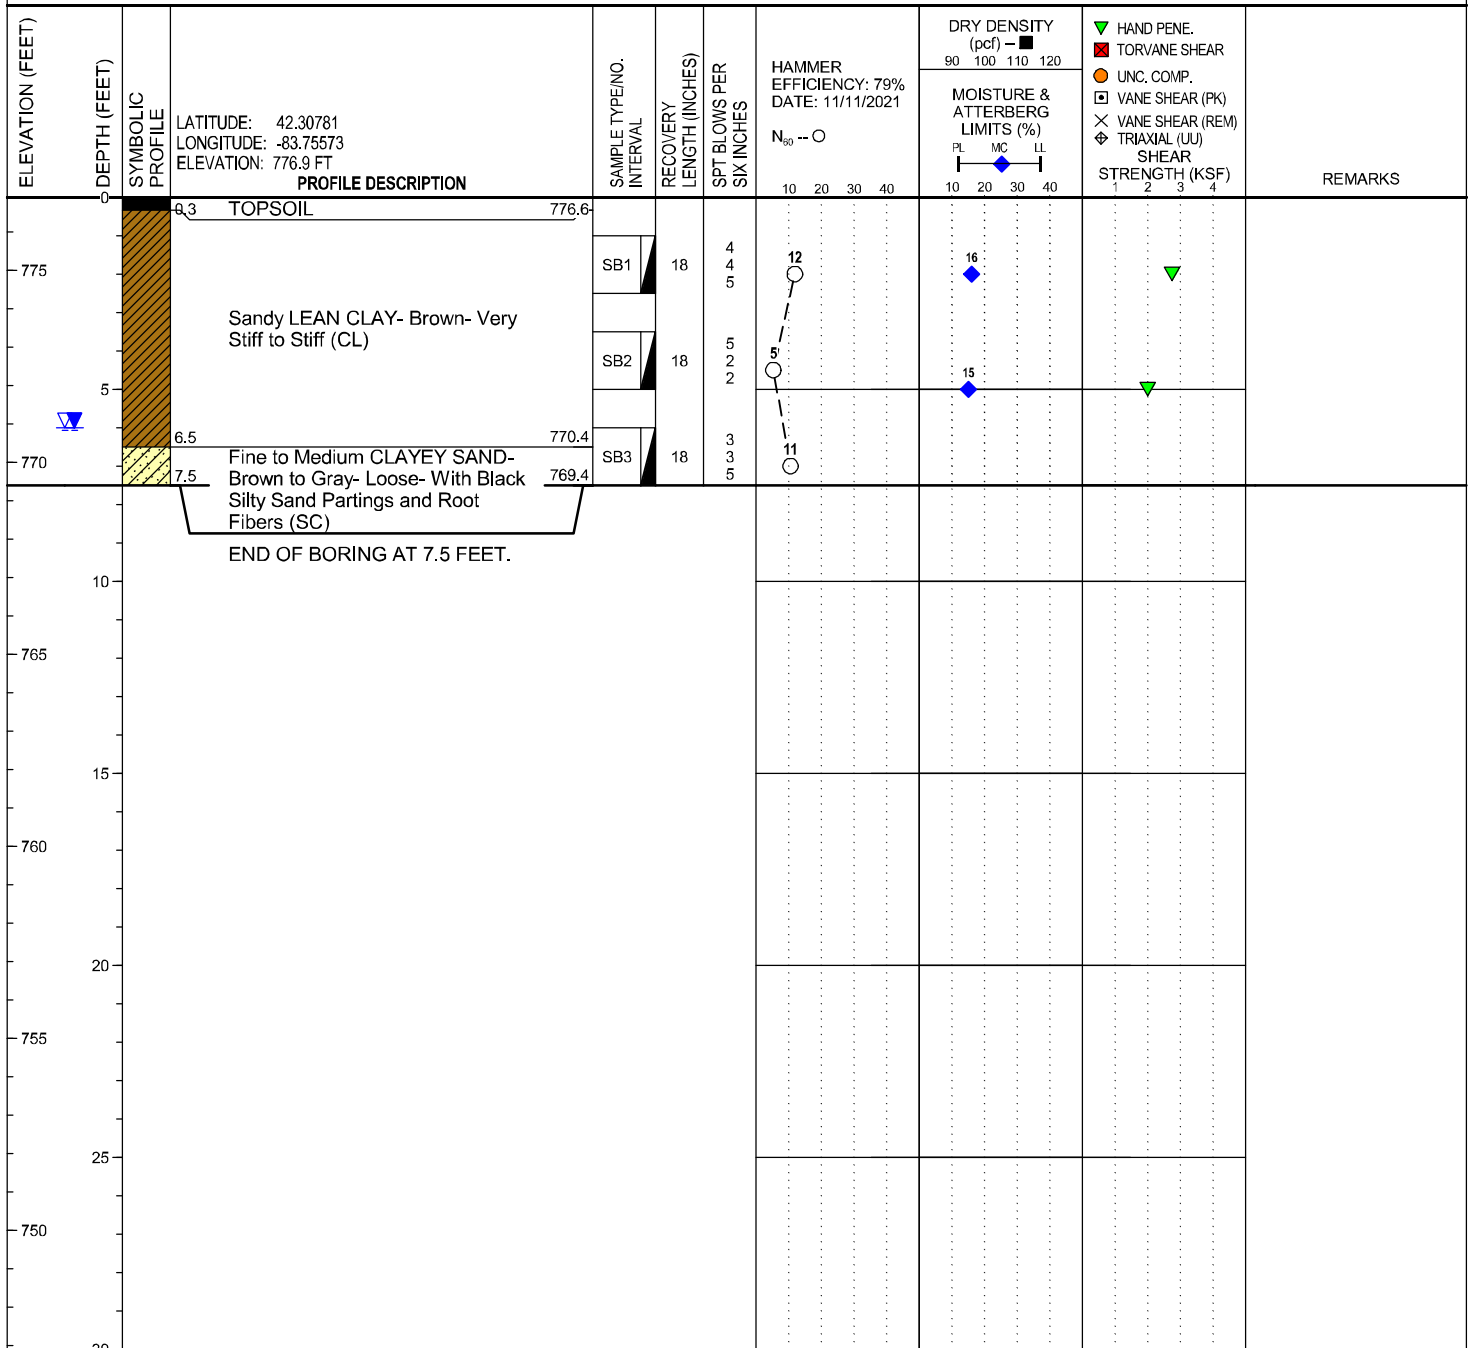 ELEVATION (FEET)
DEPTH (FEET)
SYMBOLIC
PROFILE
LATITUDE: 42.30781
LONGITUDE: -83.75573
ELEVATION: 776.9 FT
PROFILE DESCRIPTION
SAMPLE TYPE/NO.
INTERVAL
RECOVERY
LENGTH (INCHES)
SPT BLOWS PER
SIX INCHES
HAMMER
EFFICIENCY: 79%
DATE: 11/11/2021
N60 --
10 20 30 40
DRY DENSITY
(pcf) –
90 100 110 120
MOISTURE &
ATTERBERG
LIMITS (%)
PL MC LL
10 20 30 40
HAND PENE.
TORVANE SHEAR
UNC. COMP.
VANE SHEAR (PK)
VANE SHEAR (REM)
TRIAXIAL (UU)
SHEAR
STRENGTH (KSF)
1 2 3 4
REMARKS
0
0.3 TOPSOIL 776.6
775
SB1 18
4
4
5
12
16
Sandy LEAN CLAY- Brown- Very
Stiff to Stiff (CL)
SB2 18
5
2
2
5
15
5
6.5 770.4
770
Fine to Medium CLAYEY SAND-
7.5 Brown to Gray- Loose- With Black 769.4
Silty Sand Partings and Root
Fibers (SC)
SB3 18
3
3
5
11
END OF BORING AT 7.5 FEET.
10
765
15
760
20
755
25
750